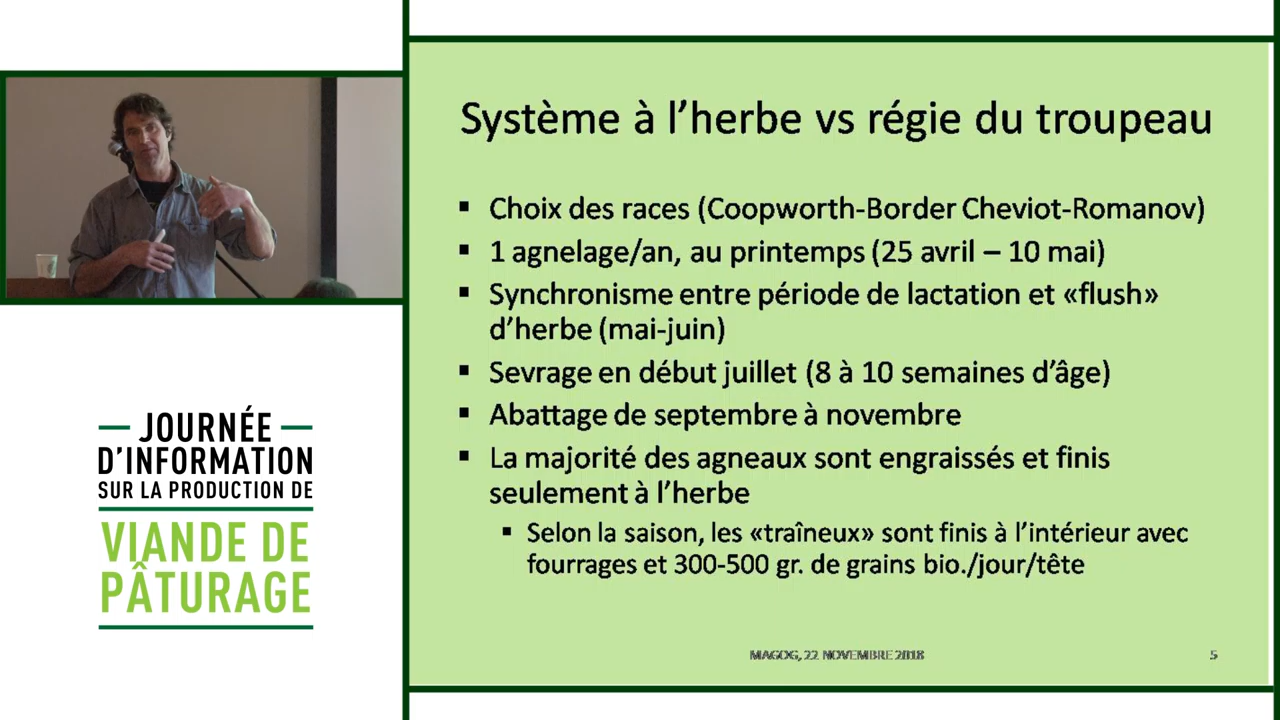 Système à l'herbe vs régie du troupeau
▪ Choix des races (Coopworth-Border Cheviot-Romanov)
▪ 1 agnelage/an, au printemps (25 avril – 10 mai)
▪ Synchronisme entre période de lactation et «flush»
d'herbe (mai-juin)
▪ Sevrage en début juillet (8 à 10 semaines d'âge)
▪ Abattage de septembre à novembre
▪ La majorité des agneaux sont engraissés et finis
seulement à l'herbe
▪ Selon la saison, les «traîneux» sont finis à l'intérieur avec
fourrages et 300-500 gr. de grains bio./jour/tête
MAGOG, 22 NOVEMBRE 2018
5
JOURNÉE
D'INFORMATION
SUR LA PRODUCTION DE
VIANDE DE
PÂTURAGE